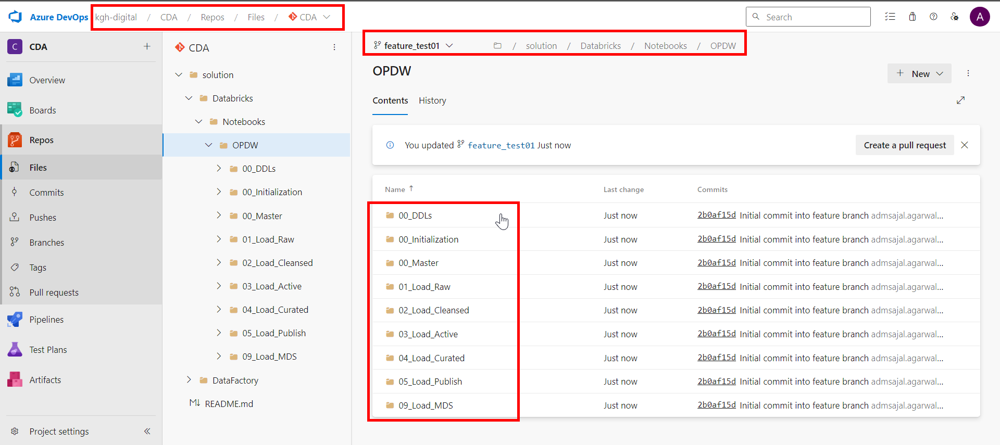 Azure DevOps kgh-digital / CDA / Repos / Files / CDA
Search
A
C CDA
Overview
Boards
Repos
Files
Commits
Pushes
Branches
Tags
Pull requests
Pipelines
Test Plans
Artifacts
Project settings
CDA
solution
Databricks
Notebooks
OPDW
00_DDLs
00_Initialization
00_Master
01_Load_Raw
02_Load_Cleansed
03_Load_Active
04_Load_Curated
05_Load_Publish
09_Load_MDS
DataFactory
M↓ README.md
feature_test01 / solution / Databricks / Notebooks / OPDW
OPDW
New
Contents History
You updated feature_test01 Just now
Create a pull request
Name ↑ Last change Commits
00_DDLs Just now 2b0af15d Initial commit into feature branch admsajal.agarwal...
00_Initialization Just now 2b0af15d Initial commit into feature branch admsajal.agarwal...
00_Master Just now 2b0af15d Initial commit into feature branch admsajal.agarwal...
01_Load_Raw Just now 2b0af15d Initial commit into feature branch admsajal.agarwal...
02_Load_Cleansed Just now 2b0af15d Initial commit into feature branch admsajal.agarwal...
03_Load_Active Just now 2b0af15d Initial commit into feature branch admsajal.agarwal...
04_Load_Curated Just now 2b0af15d Initial commit into feature branch admsajal.agarwal...
05_Load_Publish Just now 2b0af15d Initial commit into feature branch admsajal.agarwal...
09_Load_MDS Just now 2b0af15d Initial commit into feature branch admsajal.agarwal...